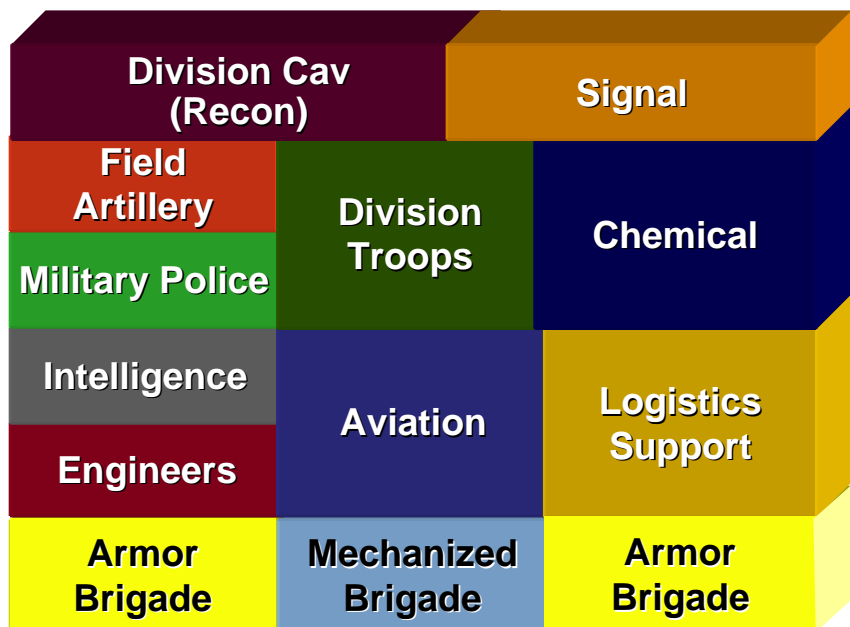 Division Cav
(Recon)
Signal
Field
Artillery
Division
Troops
Chemical
Military Police
Intelligence
Aviation
Logistics
Support
Engineers
Armor
Brigade
Mechanized
Brigade
Armor
Brigade